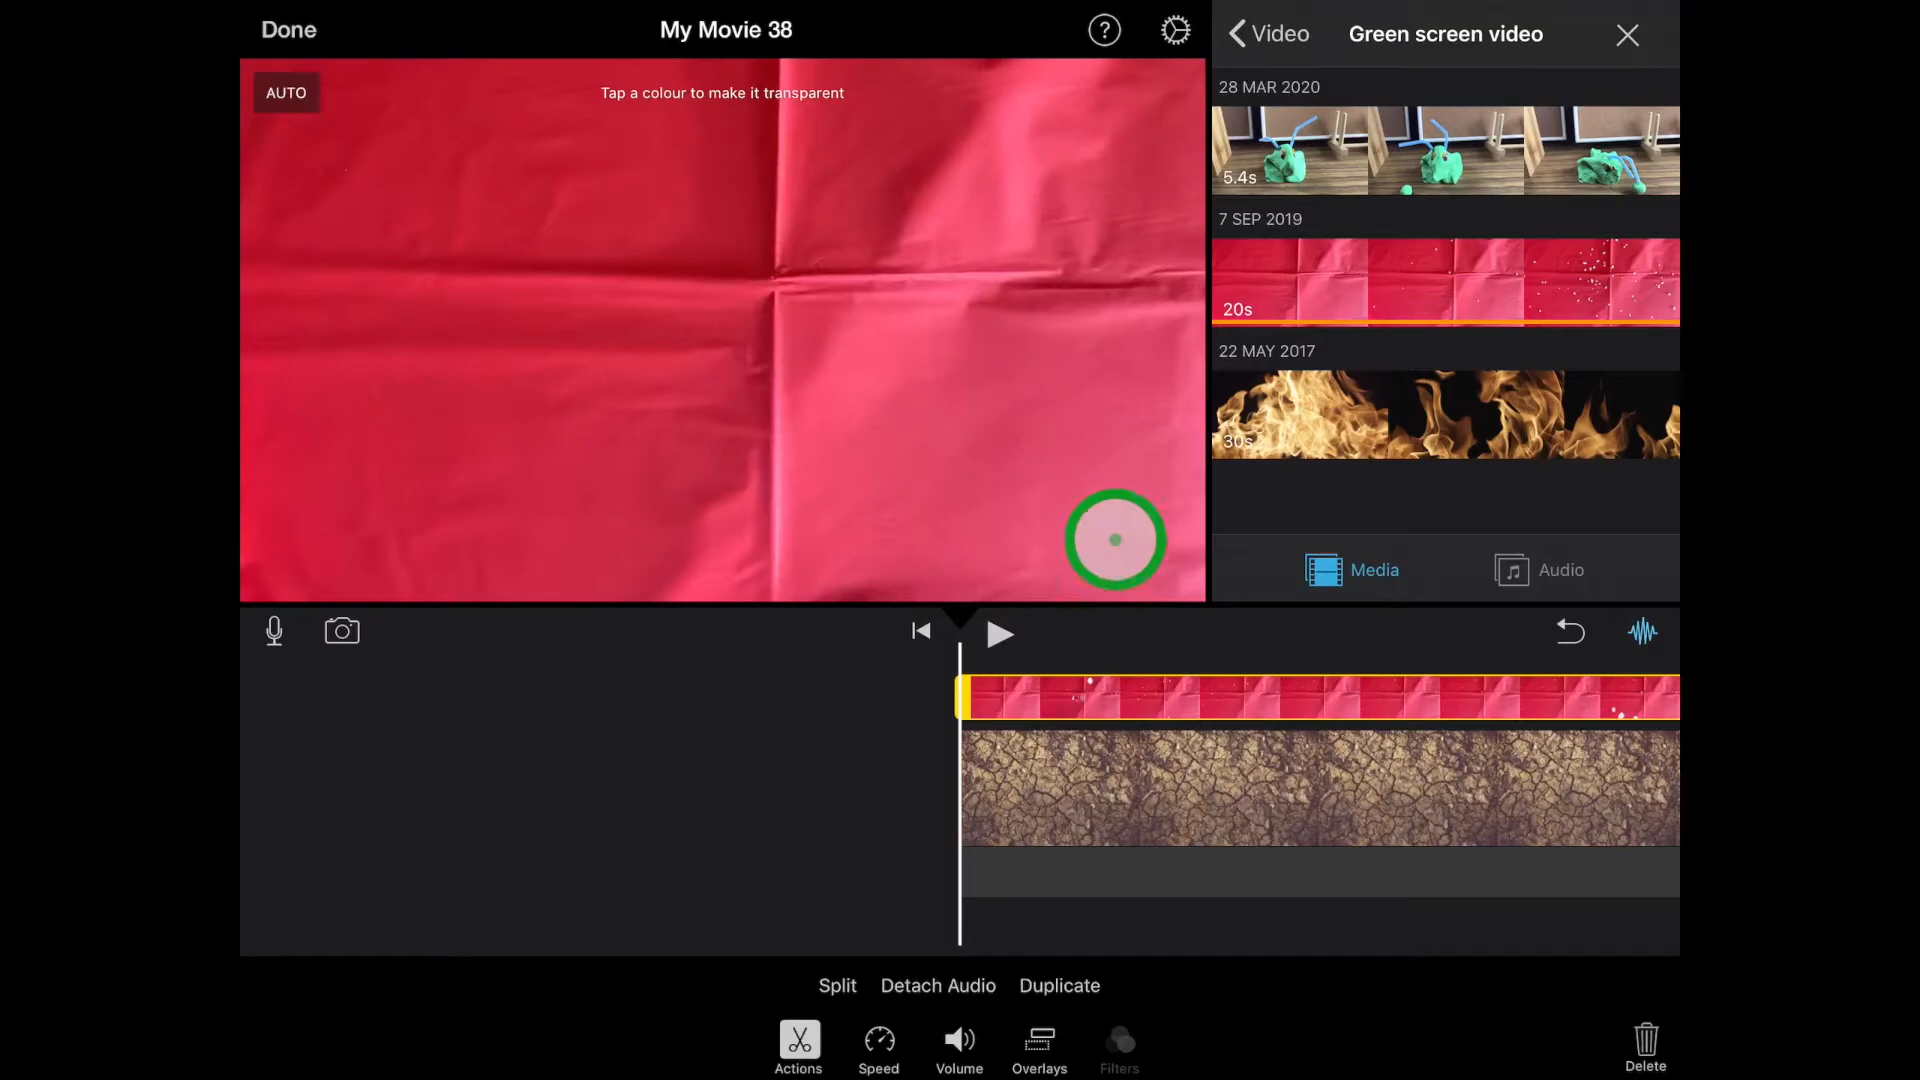 Done
My Movie 38
AUTO
Tap a colour to make it transparent
Video
Green screen video
28 MAR 2020
5.4s
7 SEP 2019
20s
22 MAY 2017
30s
Media
Audio
Split
Detach Audio
Duplicate
Actions
Speed
Volume
Overlays
Filters
Delete